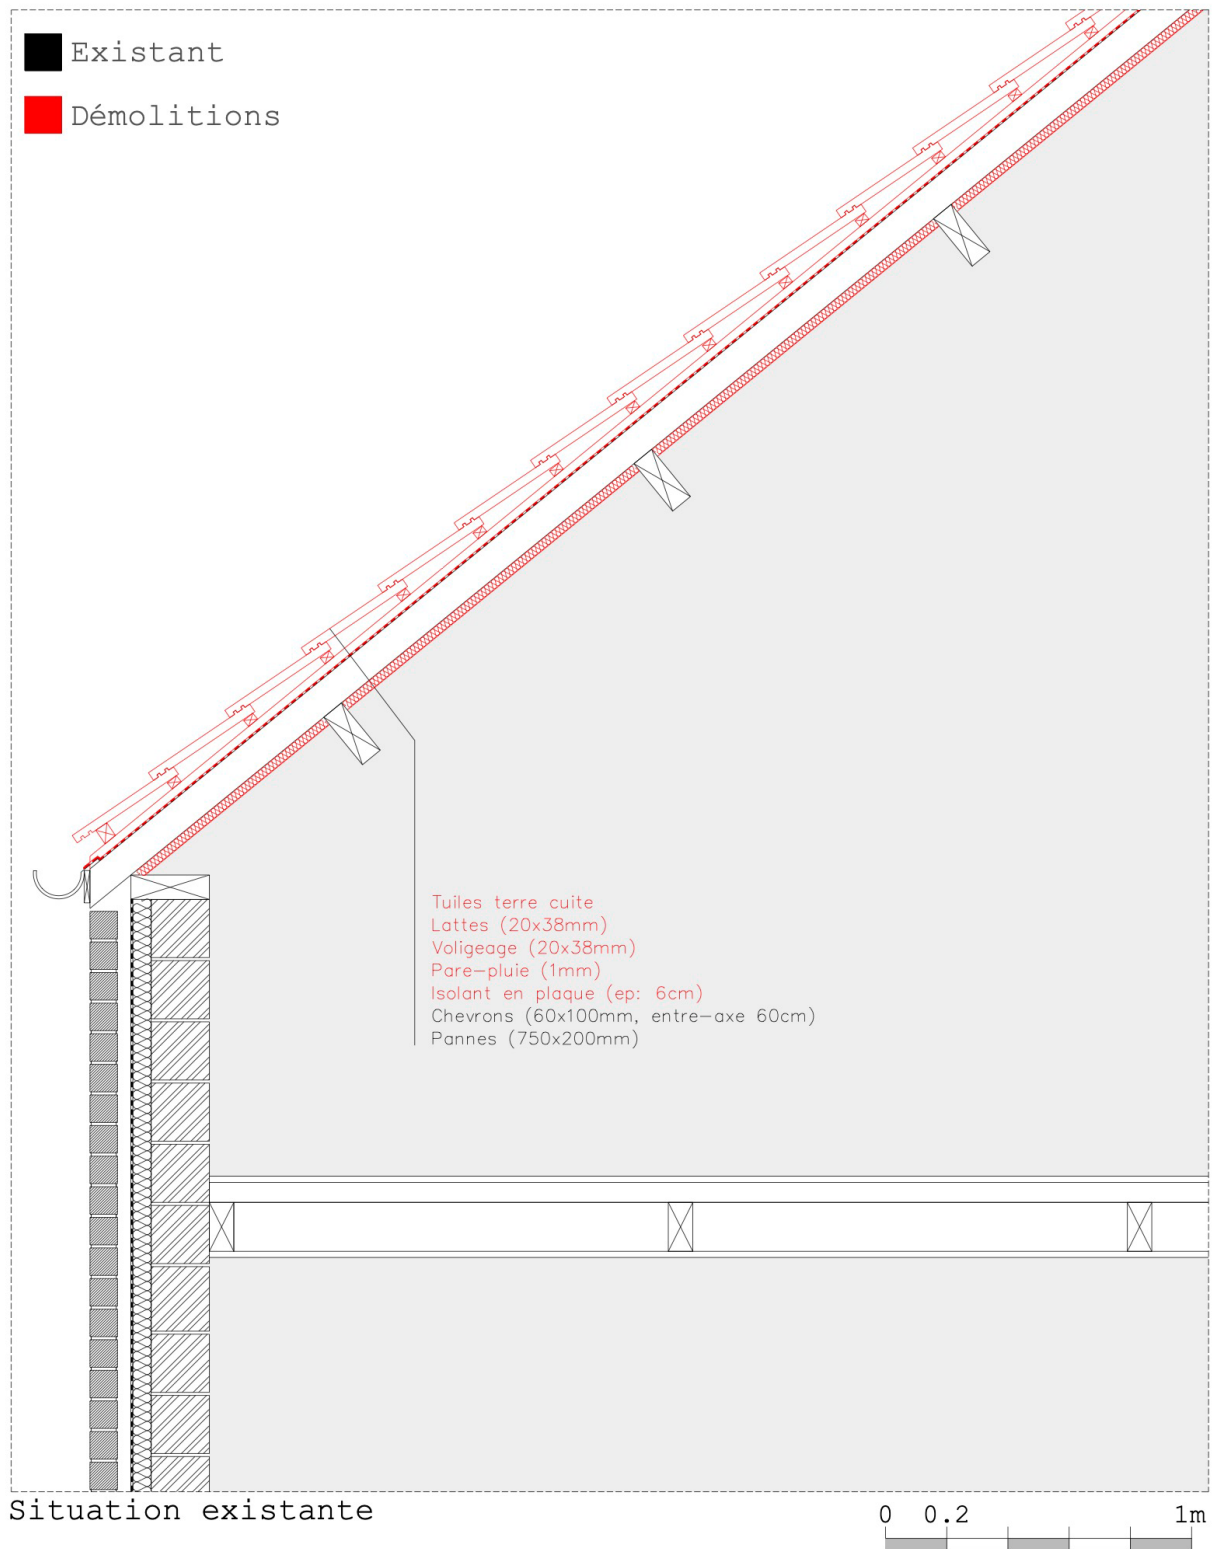 Existant
Démolitions
Tuiles terre cuite
Lattes (20x38mm)
Voligeage (20x38mm)
Pare-pluie (1mm)
Isolant en plaque (ep: 6cm)
Chevrons (60x100mm, entre-axe 60cm)
Pannes (750x200mm)
Situation existante
0 0.2 1m